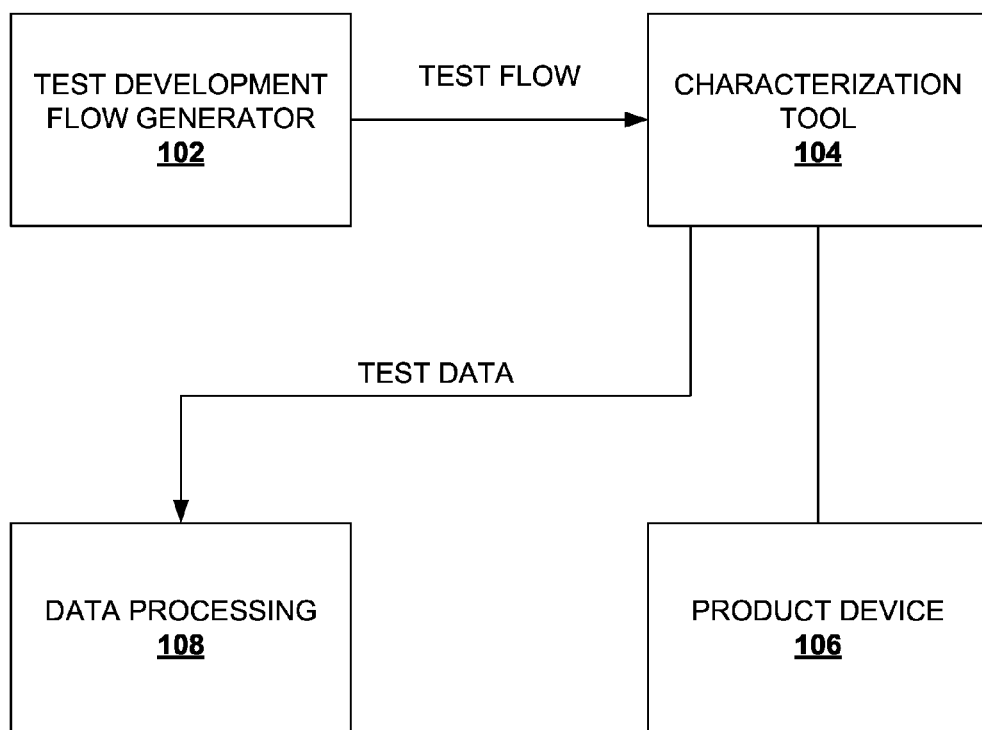 TEST DEVELOPMENT
FLOW GENERATOR
102
TEST FLOW
CHARACTERIZATION
TOOL
104
TEST DATA
DATA PROCESSING
108
PRODUCT DEVICE
106